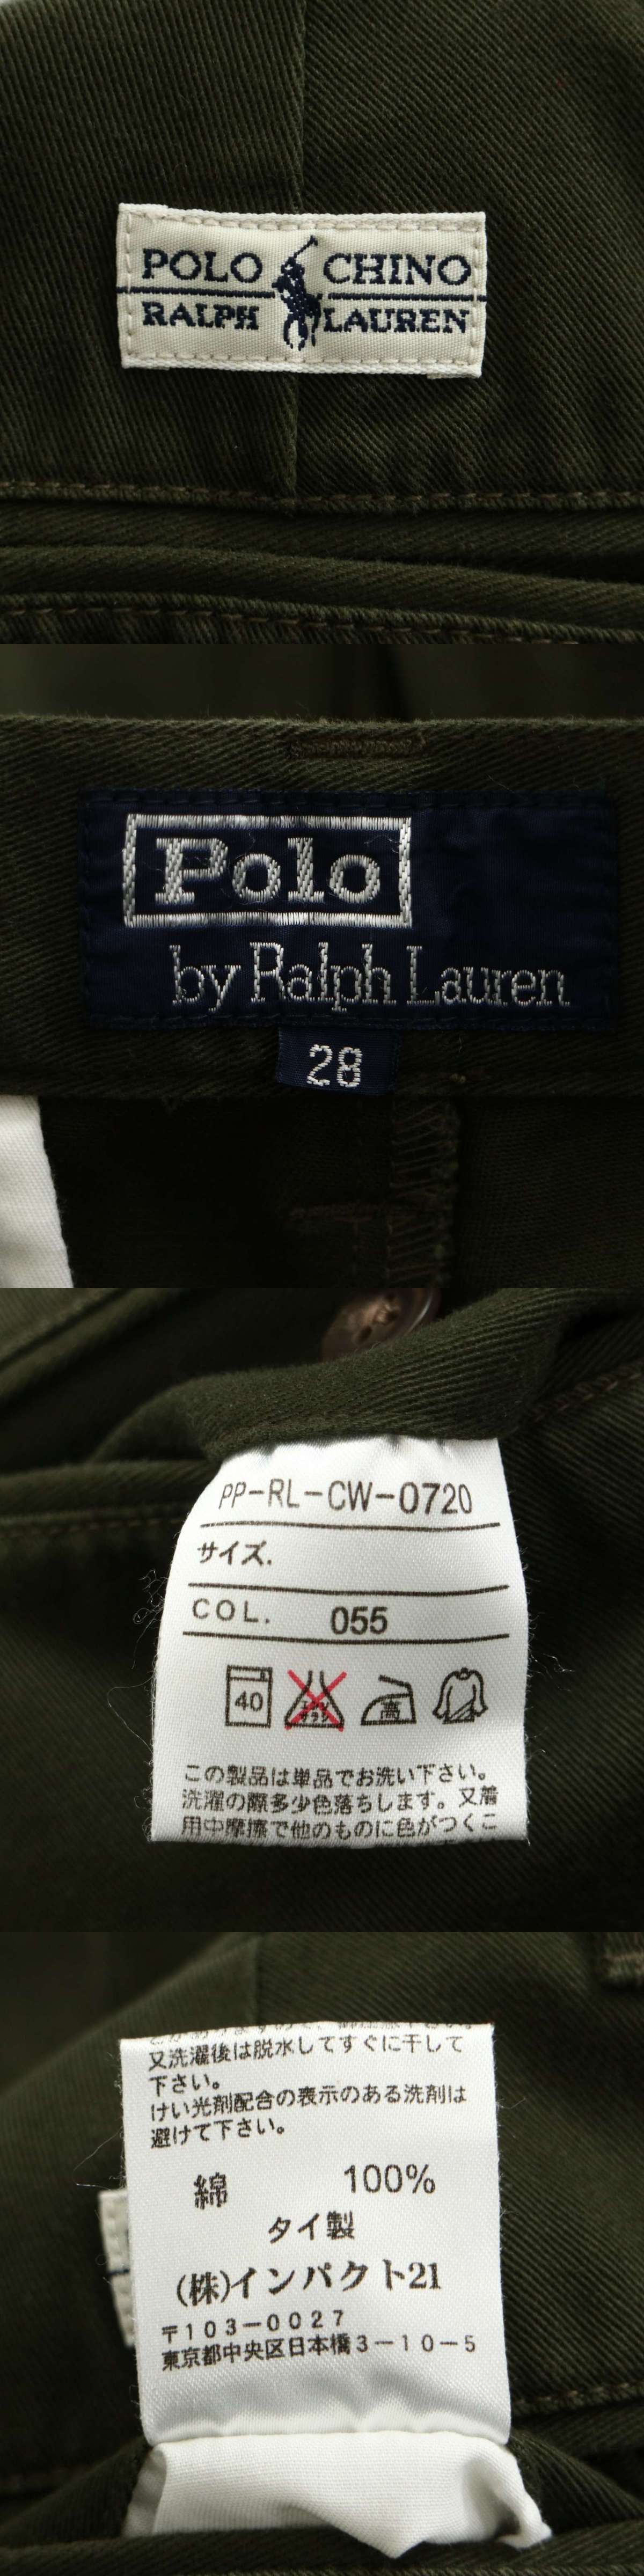 POLO CHINO
RALPH LAUREN
Polo
by Ralph Lauren
28
PP-RL-CW-0720
サイズ.
COL. 055
40
エンソ
サラシ
高
この製品は単品でお洗い下さい。
洗濯の際多少色落ちします。又着
用中摩擦で他のものに色がつくこ
又洗濯後は脱水してすぐに干して
下さい。
けい光剤配合の表示のある洗剤は
避けて下さい。
綿 100%
タイ製
(株)インパクト21
〒103-0027
東京都中央区日本橋3-10-5